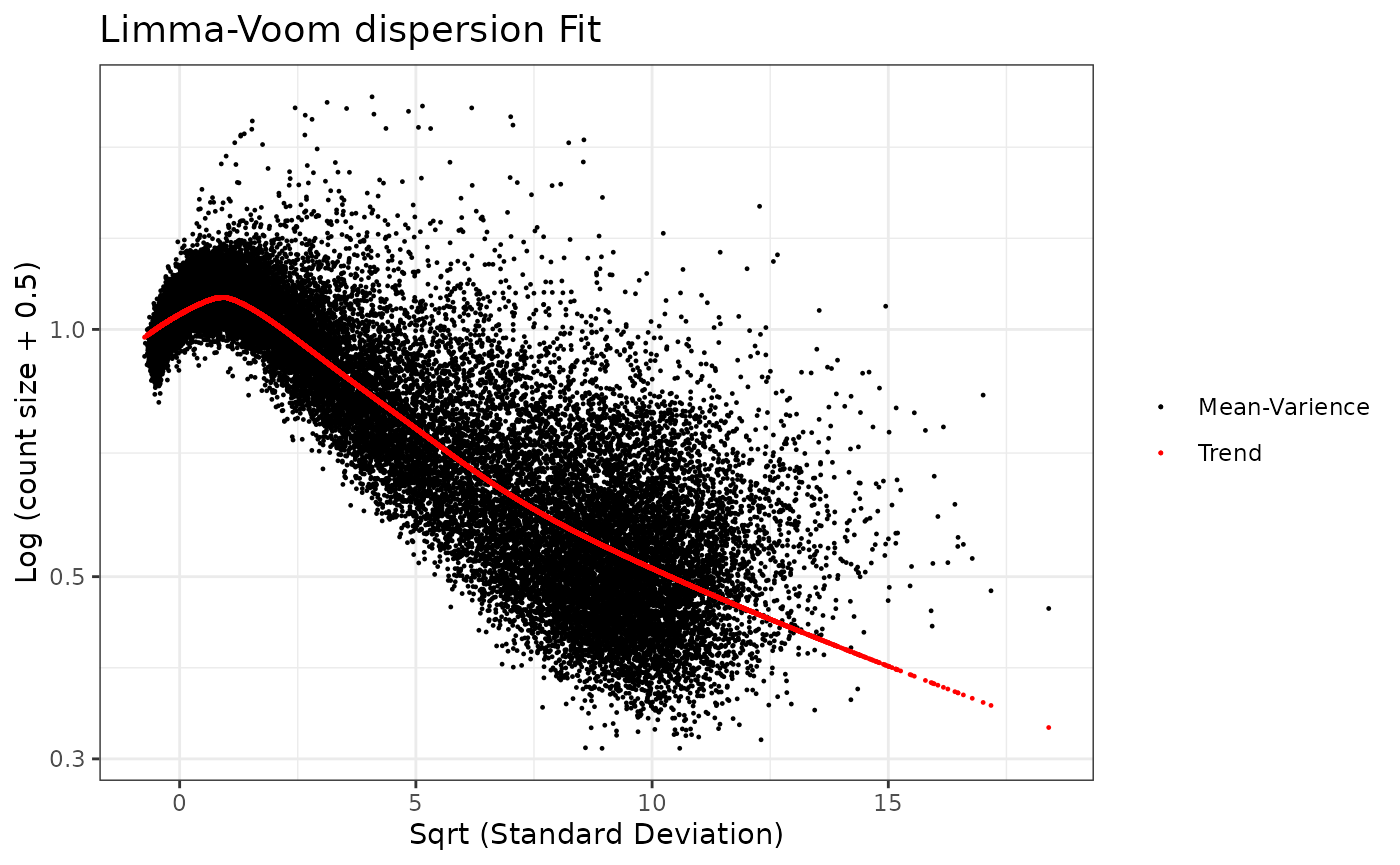 Limma-Voom dispersion Fit
Log (count size + 0.5)
1.0
0.5
0.3
0
5
10
15
Sqrt (Standard Deviation)
Mean-Varience
Trend